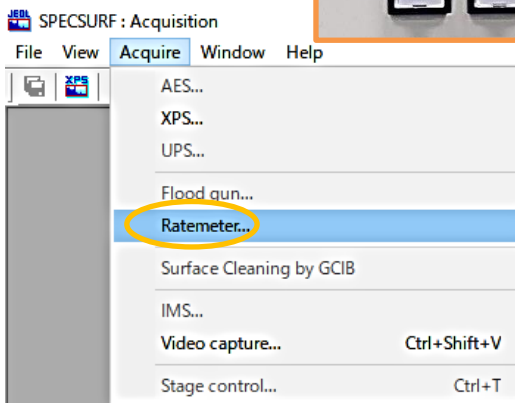 JEOL SPECSURF : Acquisition
File View Acquire Window Help
XPS
AES...
XPS...
UPS...
Flood gun...
Ratemeter...
Surface Cleaning by GCIB
IMS...
Video capture... Ctrl+Shift+V
Stage control... Ctrl+T